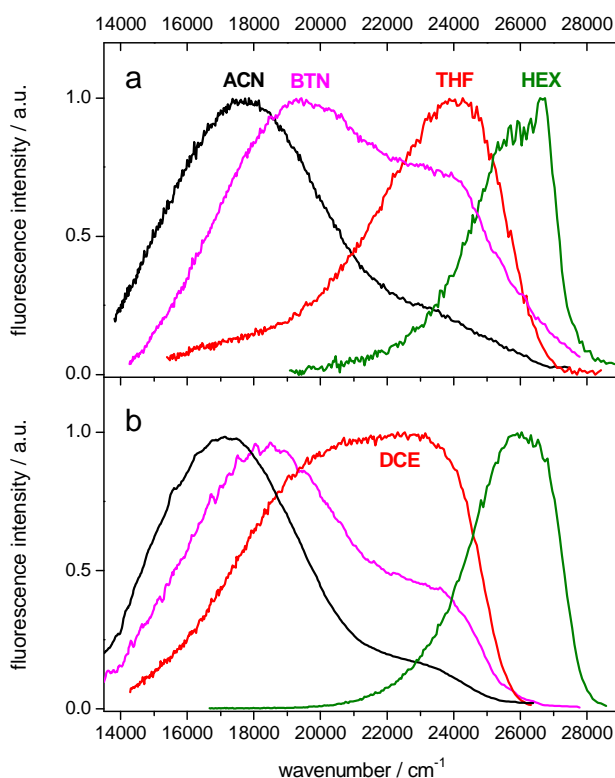 14000 16000 18000 20000 22000 24000 26000 28000
a
ACN BTN THF HEX
1.0
0.5
0.0
fluorescence intensity / a.u.
b
DCE
1.0
0.5
0.0
fluorescence intensity / a.u.
14000 16000 18000 20000 22000 24000 26000 28000
wavenumber / cm⁻¹